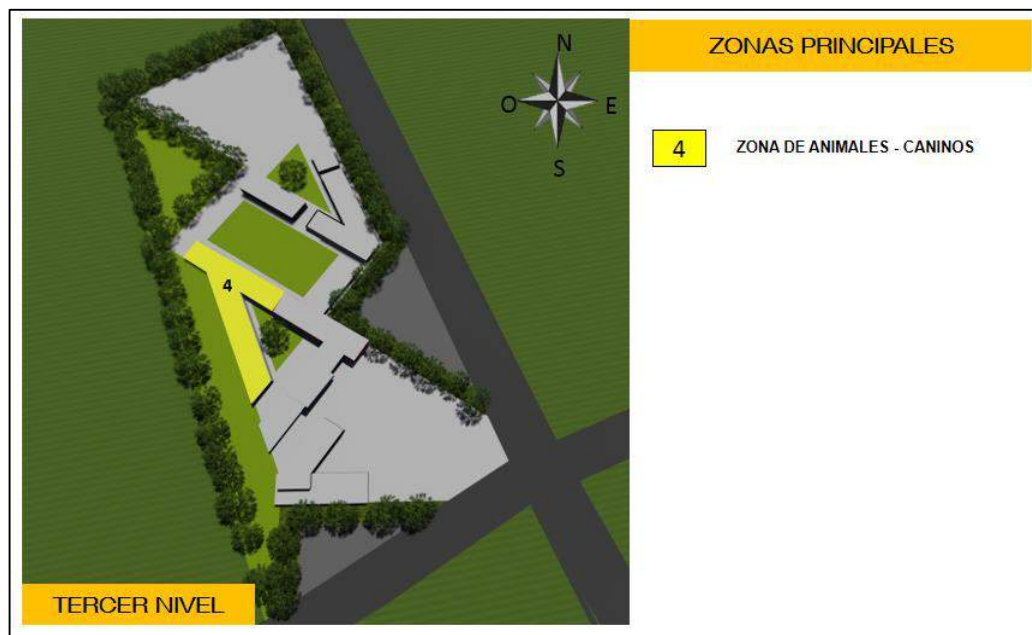 ZONAS PRINCIPALES
N
O
E
S
4 ZONA DE ANIMALES - CANINOS
4
TERCER NIVEL